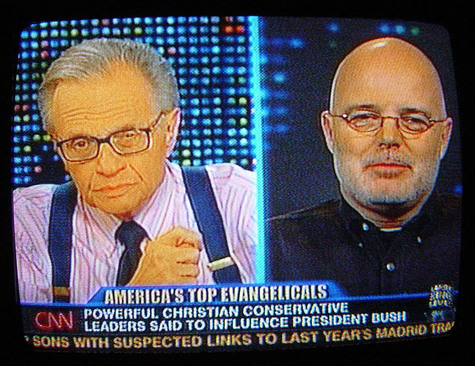 AMERICA'S TOP EVANGELICALS
CNN
POWERFUL CHRISTIAN CONSERVATIVE
LEADERS SAID TO INFLUENCE PRESIDENT BUSH
SONS WITH SUSPECTED LINKS TO LAST YEAR'S MADRID TRA